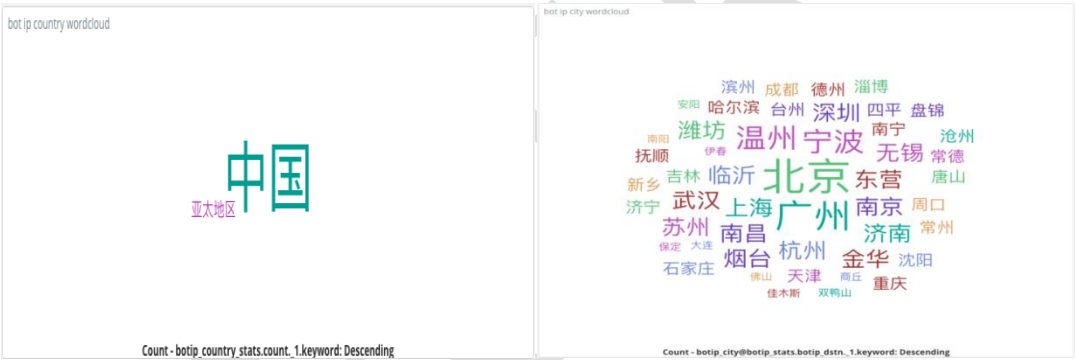 bot ip country wordcloud
中国
亚太地区
Count - botip_country_stats.count._1.keyword: Descending
bot ip city wordcloud
滨州 成都 德州 淄博
安阳 哈尔滨 台州 深圳 四平 盘锦
南阳 潍坊 温州 宁波 南宁 沧州
抚顺 伊春 无锡 常德
新乡 吉林 临沂 北京 东营 唐山
济宁 武汉 上海 广州 南京 周口
苏州 南昌 济南 常州
保定 大连 杭州
石家庄 烟台 金华 沈阳
佛山 天津 商丘 重庆
佳木斯 双鸭山
Count - botip_city@botip_stats.botip_dstn._1.keyword: Descending